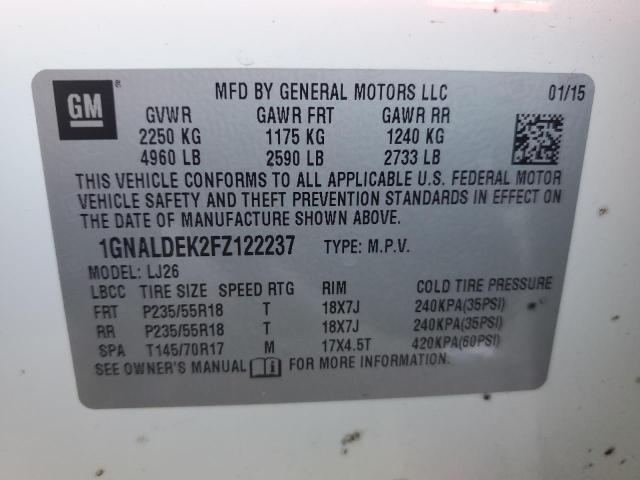 GM ®
MFD BY GENERAL MOTORS LLC 01/15
GVWR GAWR FRT GAWR RR
2250 KG 1175 KG 1240 KG
4960 LB 2590 LB 2733 LB
THIS VEHICLE CONFORMS TO ALL APPLICABLE U.S. FEDERAL MOTOR
VEHICLE SAFETY AND THEFT PREVENTION STANDARDS IN EFFECT ON
THE DATE OF MANUFACTURE SHOWN ABOVE.
1GNALDEK2FZ122237 TYPE: M.P.V.
MODEL: LJ26
LBCC TIRE SIZE SPEED RTG RIM COLD TIRE PRESSURE
FRT P235/55R18 T 18X7J 240KPA(35PSI)
RR P235/55R18 T 18X7J 240KPA(35PSI)
SPA T145/70R17 M 17X4.5T 420KPA(60PSI)
SEE OWNER'S MANUAL FOR MORE INFORMATION.